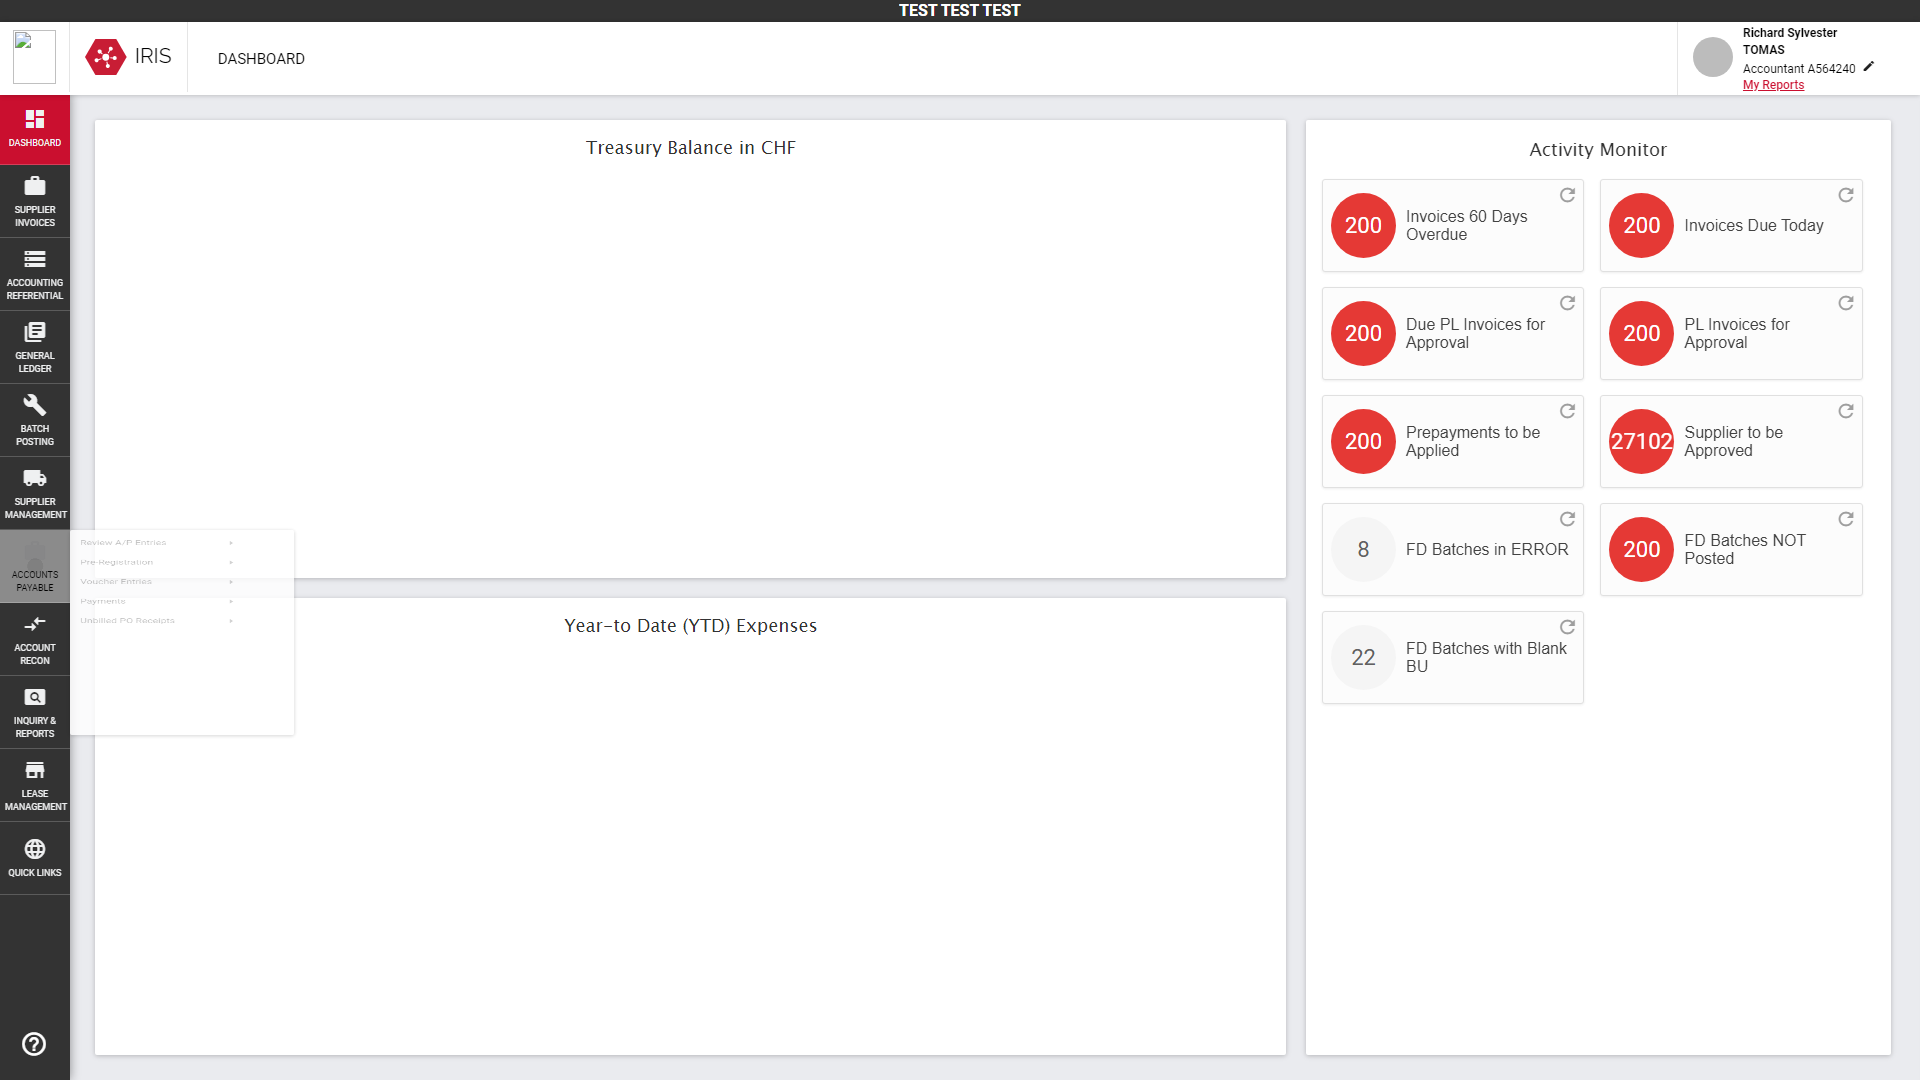 TEST TEST TEST
IRIS
DASHBOARD
Richard Sylvester
TOMAS
Accountant A564240
My Reports
DASHBOARD
SUPPLIER
INVOICES
ACCOUNTING
REFERENTIAL
GENERAL
LEDGER
BATCH
POSTING
SUPPLIER
MANAGEMENT
ACCOUNTS
PAYABLE
ACCOUNT
RECON
INQUIRY &
REPORTS
LEASE
MANAGEMENT
QUICK LINKS
Review A/P Entries
Pre-Registration
Voucher Entries
Payments
Unbilled PO Receipts
Treasury Balance in CHF
Year-to Date (YTD) Expenses
Activity Monitor
200
Invoices 60 Days
Overdue
200
Invoices Due Today
200
Due PL Invoices for
Approval
200
PL Invoices for
Approval
200
Prepayments to be
Applied
27102
Supplier to be
Approved
8
FD Batches in ERROR
200
FD Batches NOT
Posted
22
FD Batches with Blank
BU